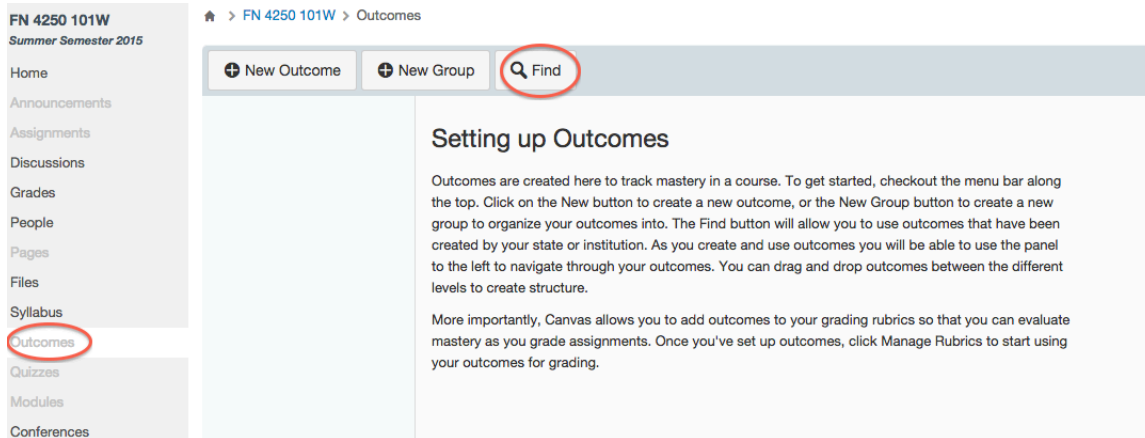 FN 4250 101W
Summer Semester 2015
Home
Announcements
Assignments
Discussions
Grades
People
Pages
Files
Syllabus
Outcomes
Quizzes
Modules
Conferences
> FN 4250 101W > Outcomes
New Outcome
New Group
Find
Setting up Outcomes
Outcomes are created here to track mastery in a course. To get started, checkout the menu bar along
the top. Click on the New button to create a new outcome, or the New Group button to create a new
group to organize your outcomes into. The Find button will allow you to use outcomes that have been
created by your state or institution. As you create and use outcomes you will be able to use the panel
to the left to navigate through your outcomes. You can drag and drop outcomes between the different
levels to create structure.
More importantly, Canvas allows you to add outcomes to your grading rubrics so that you can evaluate
mastery as you grade assignments. Once you've set up outcomes, click Manage Rubrics to start using
your outcomes for grading.